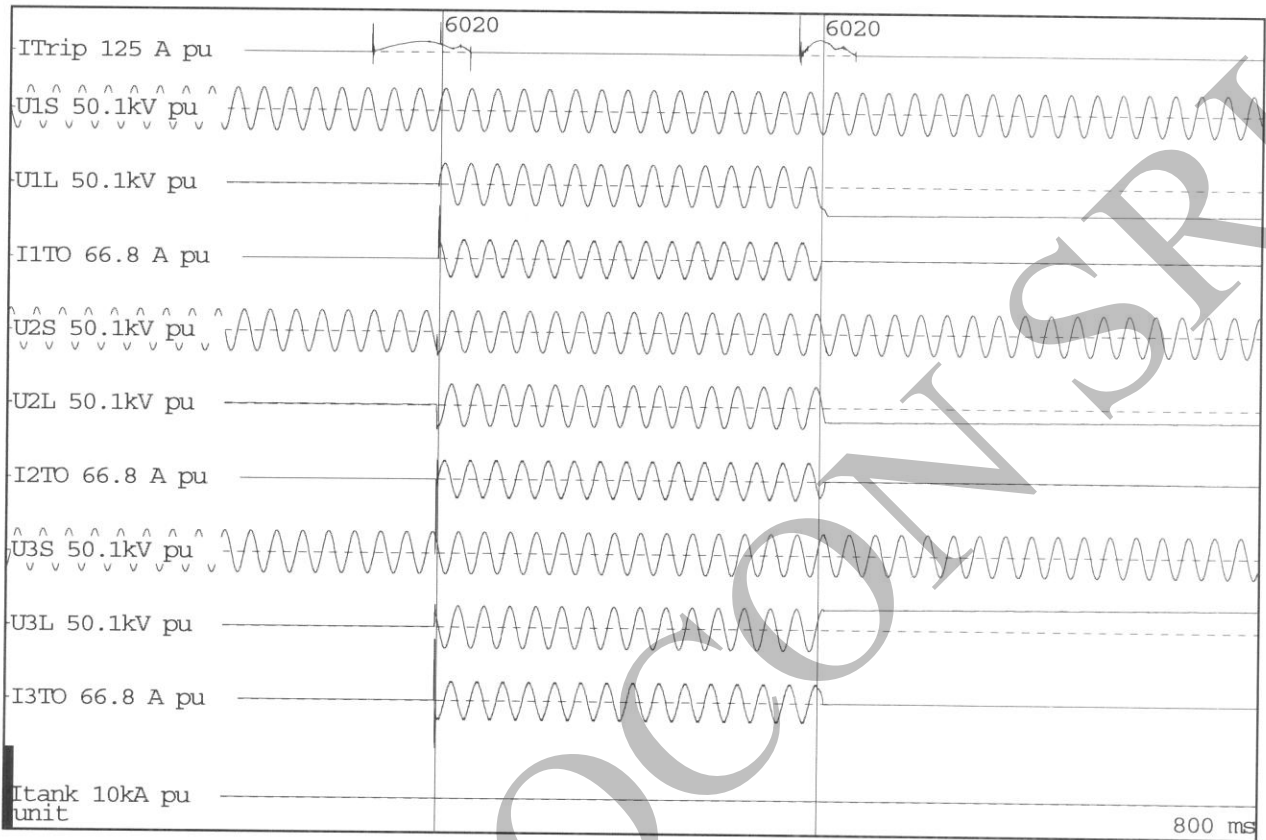 6020 6020
ITrip 125 A pu
U1S 50.1kV pu
U1L 50.1kV pu
I1TO 66.8 A pu
U2S 50.1kV pu
U2L 50.1kV pu
I2TO 66.8 A pu
U3S 50.1kV pu
U3L 50.1kV pu
I3TO 66.8 A pu
Itank 10kA pu
unit
800 ms
OCON SRL